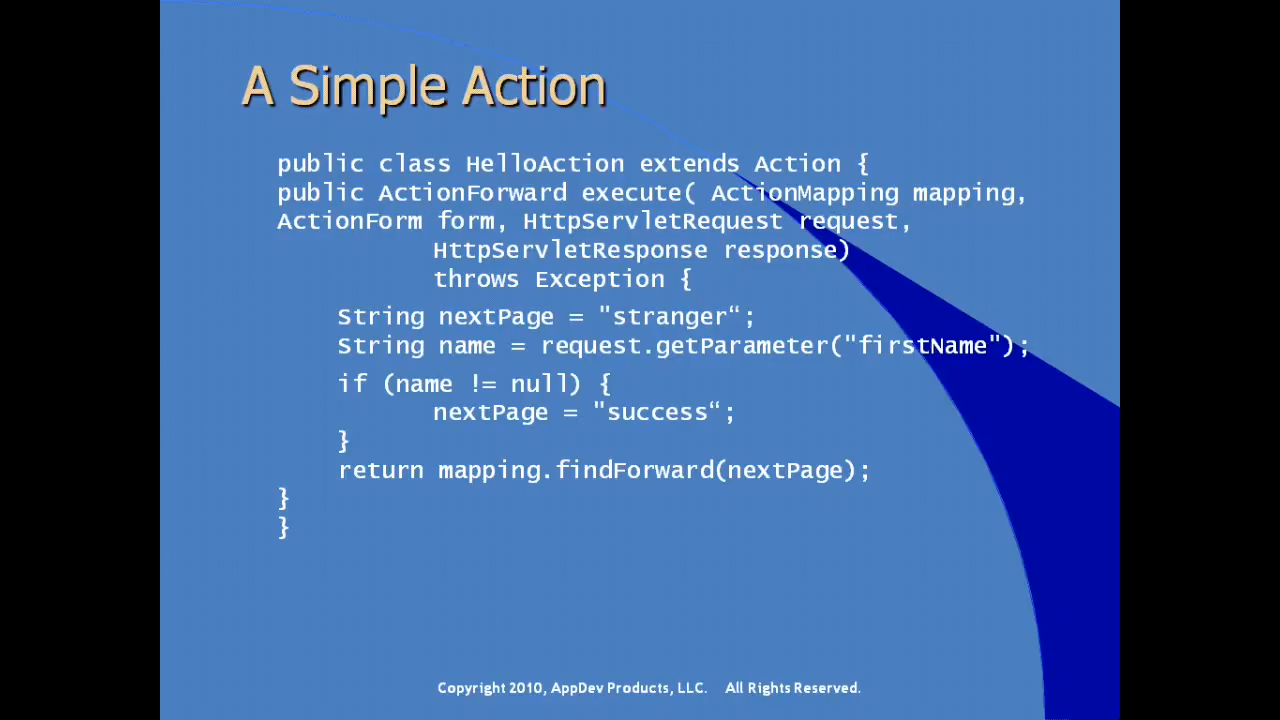 A Simple Action
public class HelloAction extends Action {
public ActionForward execute( ActionMapping mapping,
ActionForm form, HttpServletRequest request,
HttpServletResponse response)
throws Exception {
String nextPage = "stranger“;
String name = request.getParameter("firstName");
if (name != null) {
nextPage = "success“;
}
return mapping.findForward(nextPage);
}
}
Copyright 2010, AppDev Products, LLC. All Rights Reserved.